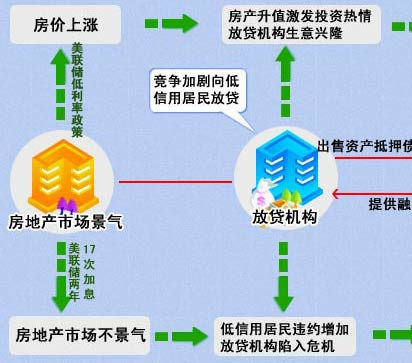 房价上涨
房产升值激发投资热情
放贷机构生意兴隆
美联储低利率政策
竞争加剧向低
信用居民放贷
出售资产抵押债
房地产市场景气
放贷机构
提供融
美联储两年
17次加息
房地产市场不景气
低信用居民违约增加
放贷机构陷入危机